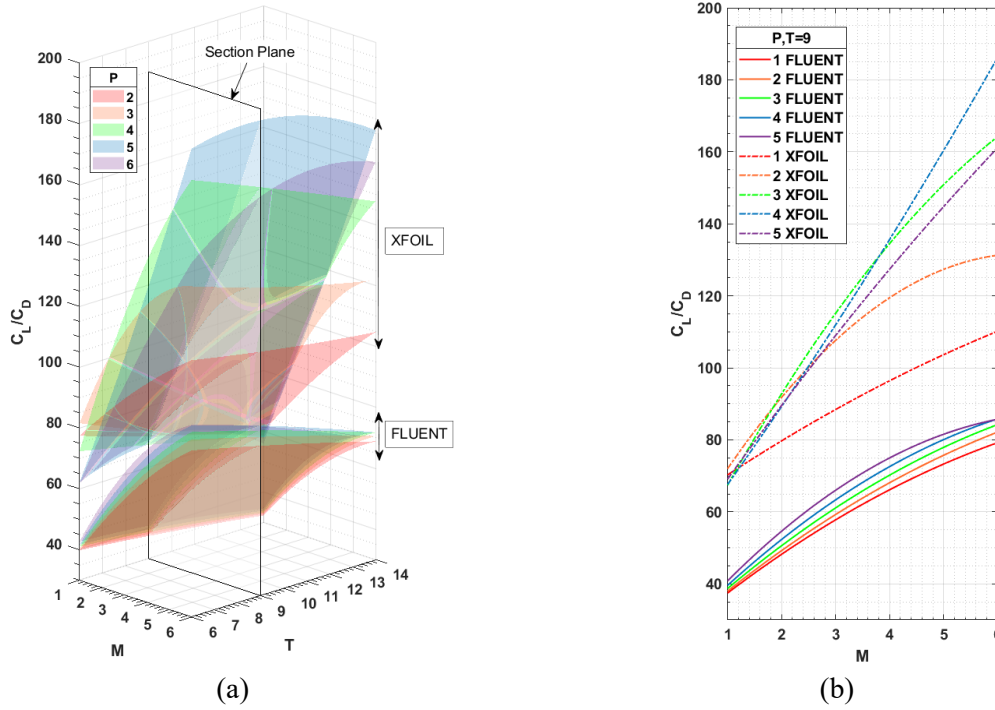 200
180
160
140
120
100
80
60
40
C_L/C_D
P
2
3
4
5
6
Section Plane
XFOIL
FLUENT
1
2
3
4
5
6
M
6
7
8
9
10
11
12
13
14
T
(a)
200
180
160
140
120
100
80
60
40
C_L/C_D
P,T=9
1 FLUENT
2 FLUENT
3 FLUENT
4 FLUENT
5 FLUENT
1 XFOIL
2 XFOIL
3 XFOIL
4 XFOIL
5 XFOIL
1
2
3
4
5
M
(b)